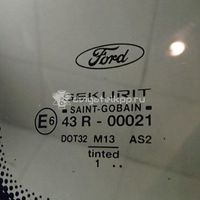 Ford
SEKURIT
SAINT-GOBAIN
E6 43 R - 00021
DOT32 M13 AS2
tinted
1 ..